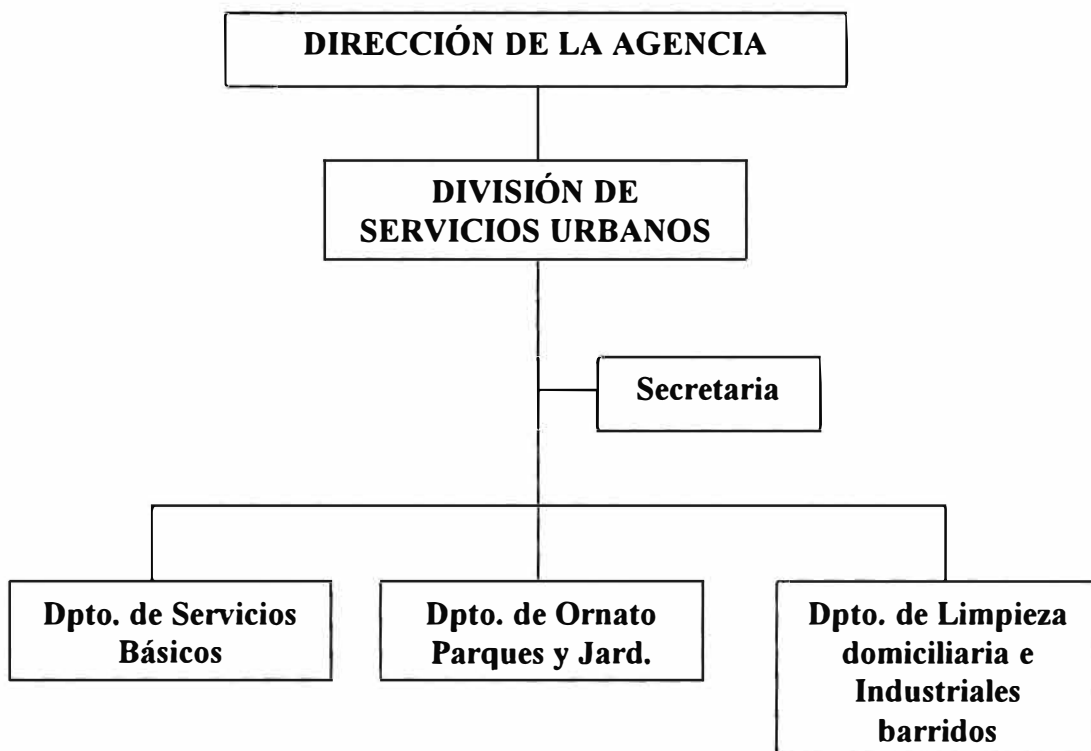 DIRECCIÓN DE LA AGENCIA
DIVISIÓN DE
SERVICIOS URBANOS
Secretaria
Dpto. de Servicios
Básicos
Dpto. de Ornato
Parques y Jard.
Dpto. de Limpieza
domiciliaria e
Industriales
barridos